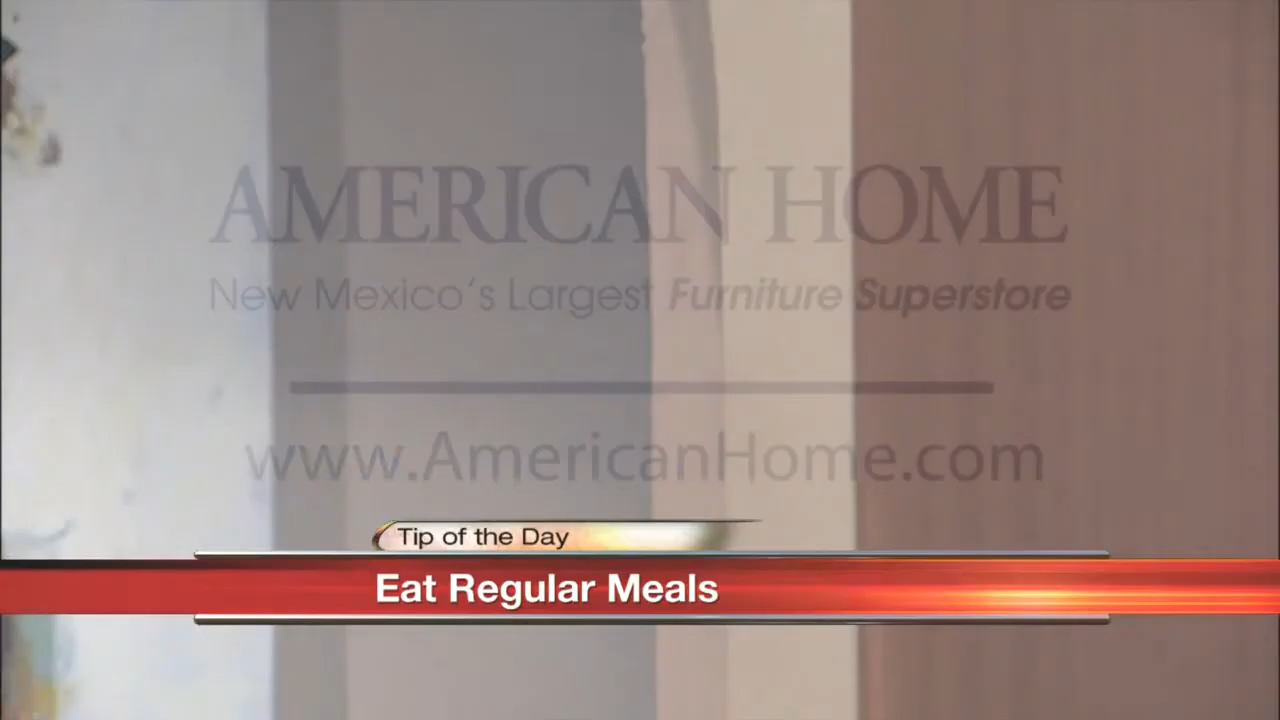 AMERICAN HOME
New Mexico's Largest Furniture Superstore
www.AmericanHome.com
Tip of the Day
Eat Regular Meals